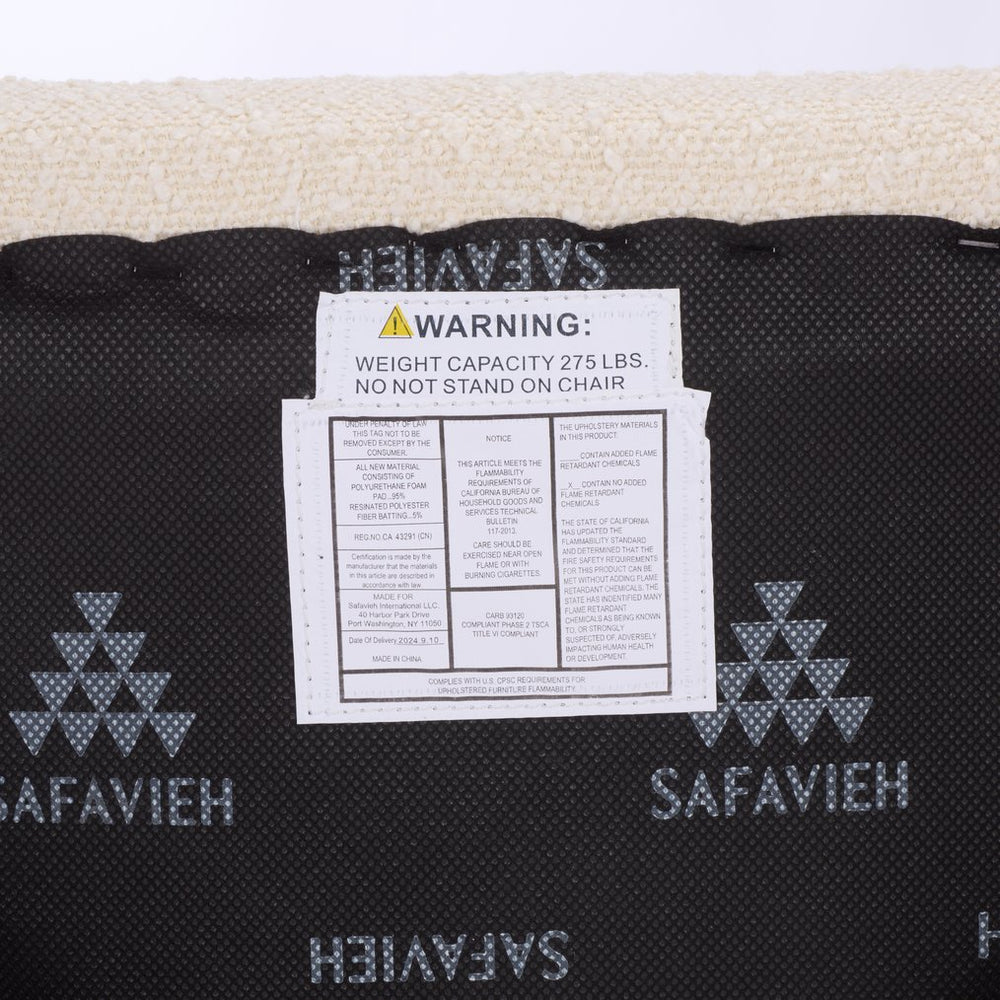 SAFAVIEH
WARNING:
WEIGHT CAPACITY 275 LBS.
NO NOT STAND ON CHAIR
UNDER PENALTY OF LAW
THIS TAG NOT TO BE
REMOVED EXCEPT BY THE
CONSUMER.
ALL NEW MATERIAL
CONSISTING OF
POLYURETHANE FOAM
PAD...95%
RESINATED POLYESTER
FIBER BATTING...5%
REG.NO.CA 43291 (CN)
Certification is made by the
manufacturer that the materials
in this article are described in
accordance with law.
MADE FOR
Safavieh International LLC.
40 Harbor Park Drive
Port Washington, NY 11050
Date Of Delivery 2024.9.10
MADE IN CHINA
NOTICE
THIS ARTICLE MEETS THE
FLAMMABILITY
REQUIREMENTS OF
CALIFORNIA BUREAU OF
HOUSEHOLD GOODS AND
SERVICES TECHNICAL
BULLETIN
117-2013.
CARE SHOULD BE
EXERCISED NEAR OPEN
FLAME OR WITH
BURNING CIGARETTES.
CARB 93120
COMPLIANT PHASE 2 TSCA
TITLE VI COMPLIANT
THE UPHOLSTERY MATERIALS
IN THIS PRODUCT:
____CONTAIN ADDED FLAME
RETARDANT CHEMICALS
__X__CONTAIN NO ADDED
FLAME RETARDANT
CHEMICALS
THE STATE OF CALIFORNIA
HAS UPDATED THE
FLAMMABILITY STANDARD
AND DETERMINED THAT THE
FIRE SAFETY REQUIREMENTS
FOR THIS PRODUCT CAN BE
MET WITHOUT ADDING FLAME
RETARDANT CHEMICALS. THE
STATE HAS INDENTIFIED MANY
FLAME RETARDANT
CHEMICALS AS BEING KNOWN
TO, OR STRONGLY
SUSPECTED OF, ADVERSELY
IMPACTING HUMAN HEALTH
OR DEVELOPMENT.
COMPLIES WITH U.S. CPSC REQUIREMENTS FOR
UPHOLSTERED FURNITURE FLAMMABILITY
SAFAVIEH
SAFAVIEH
SAFAVIEH
H